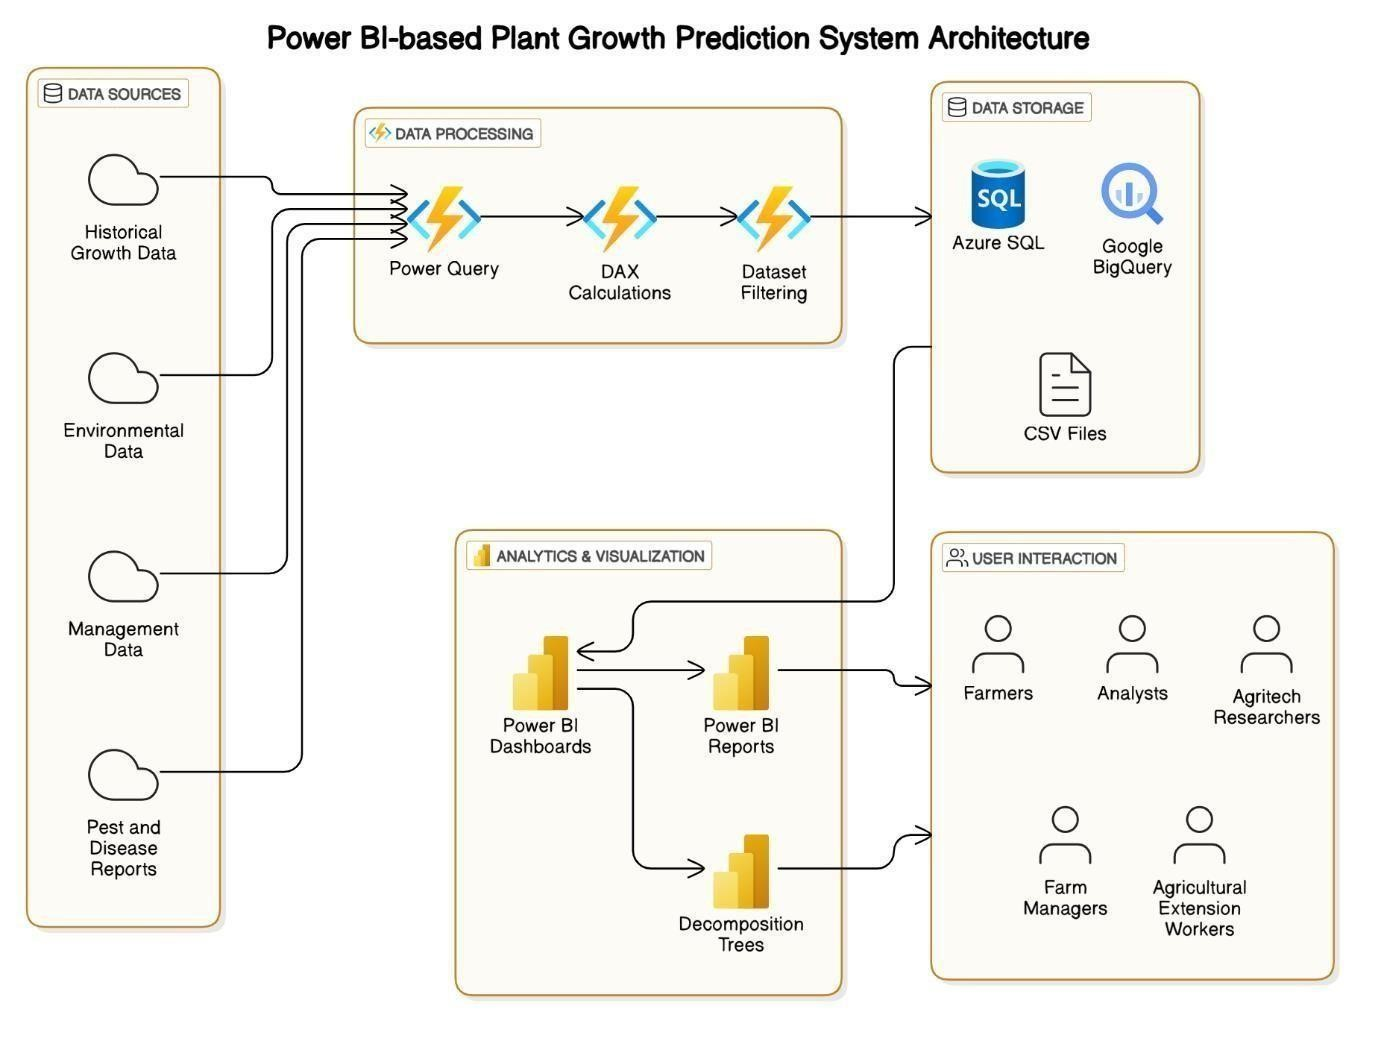 Power BI-based Plant Growth Prediction System Architecture
DATA SOURCES
Historical
Growth Data
Environmental
Data
Management
Data
Pest and
Disease
Reports
DATA PROCESSING
Power Query
DAX
Calculations
Dataset
Filtering
DATA STORAGE
SQL
Azure SQL
Google
BigQuery
CSV Files
ANALYTICS & VISUALIZATION
Power BI
Dashboards
Power BI
Reports
Decomposition
Trees
USER INTERACTION
Farmers
Analysts
Agritech
Researchers
Farm
Managers
Agricultural
Extension
Workers